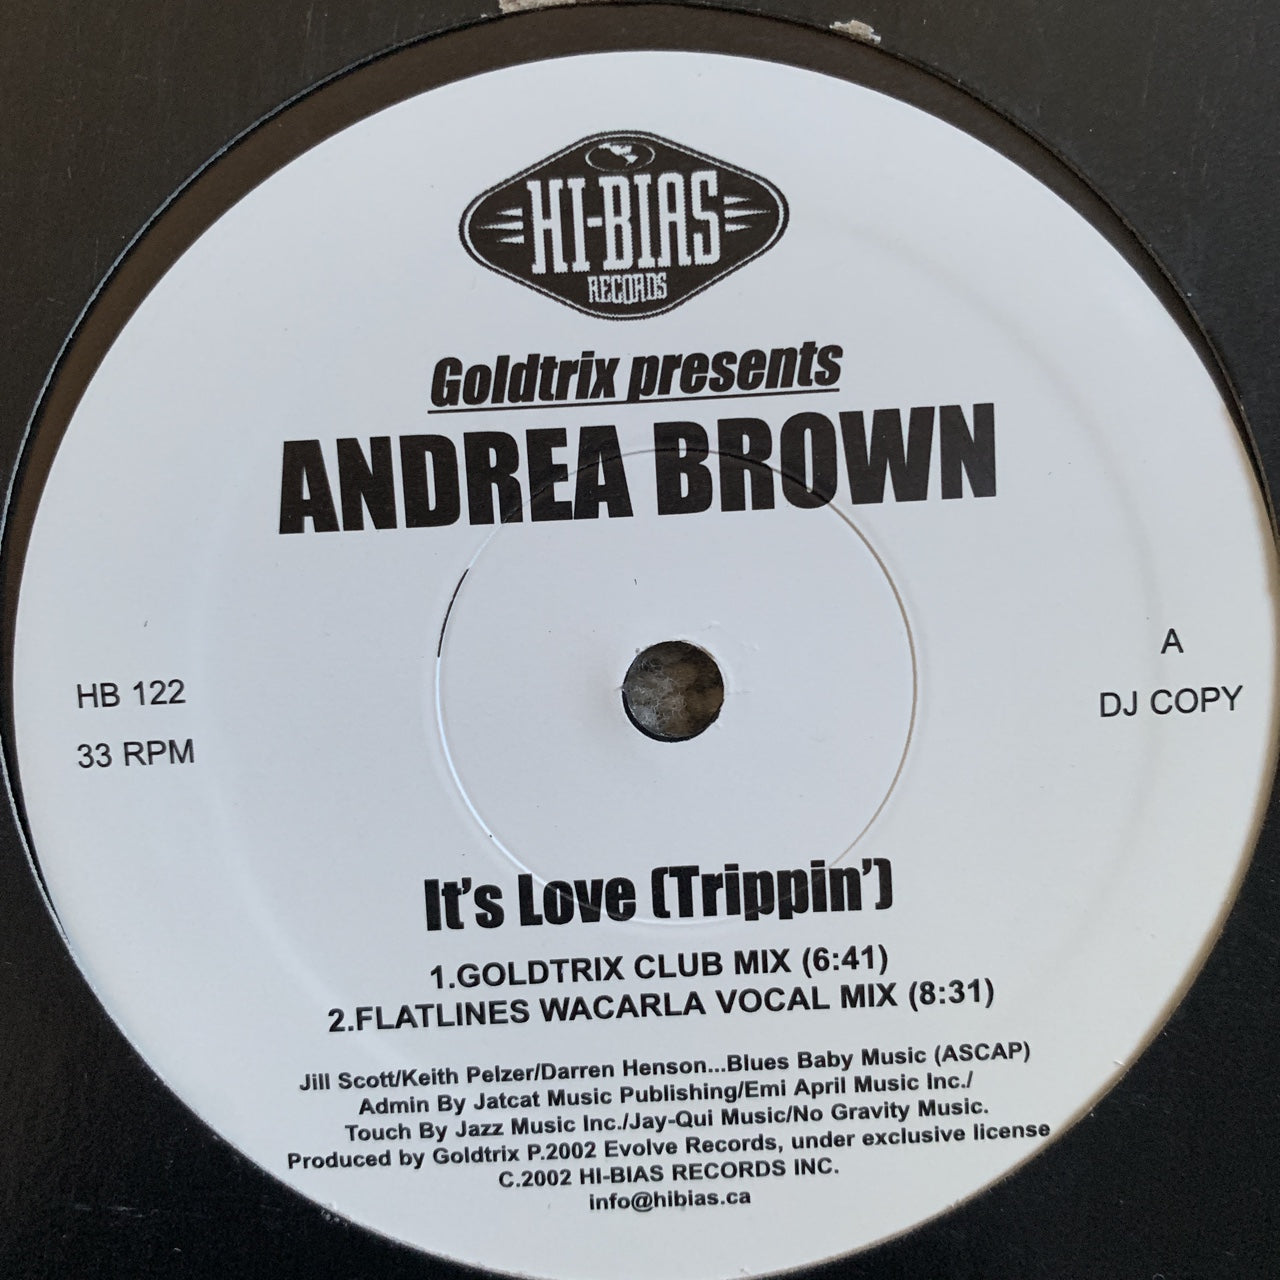 HI-BIAS
RECORDS
Goldtrix presents
ANDREA BROWN
HB 122
33 RPM
A
DJ COPY
It's Love (Trippin')
1.GOLDTRIX CLUB MIX (6:41)
2.FLATLINES WACARLA VOCAL MIX (8:31)
Jill Scott/Keith Pelzer/Darren Henson...Blues Baby Music (ASCAP)
Admin By Jatcat Music Publishing/Emi April Music Inc./
Touch By Jazz Music Inc./Jay-Qui Music/No Gravity Music.
Produced by Goldtrix P.2002 Evolve Records, under exclusive license
C.2002 HI-BIAS RECORDS INC.
info@hibias.ca